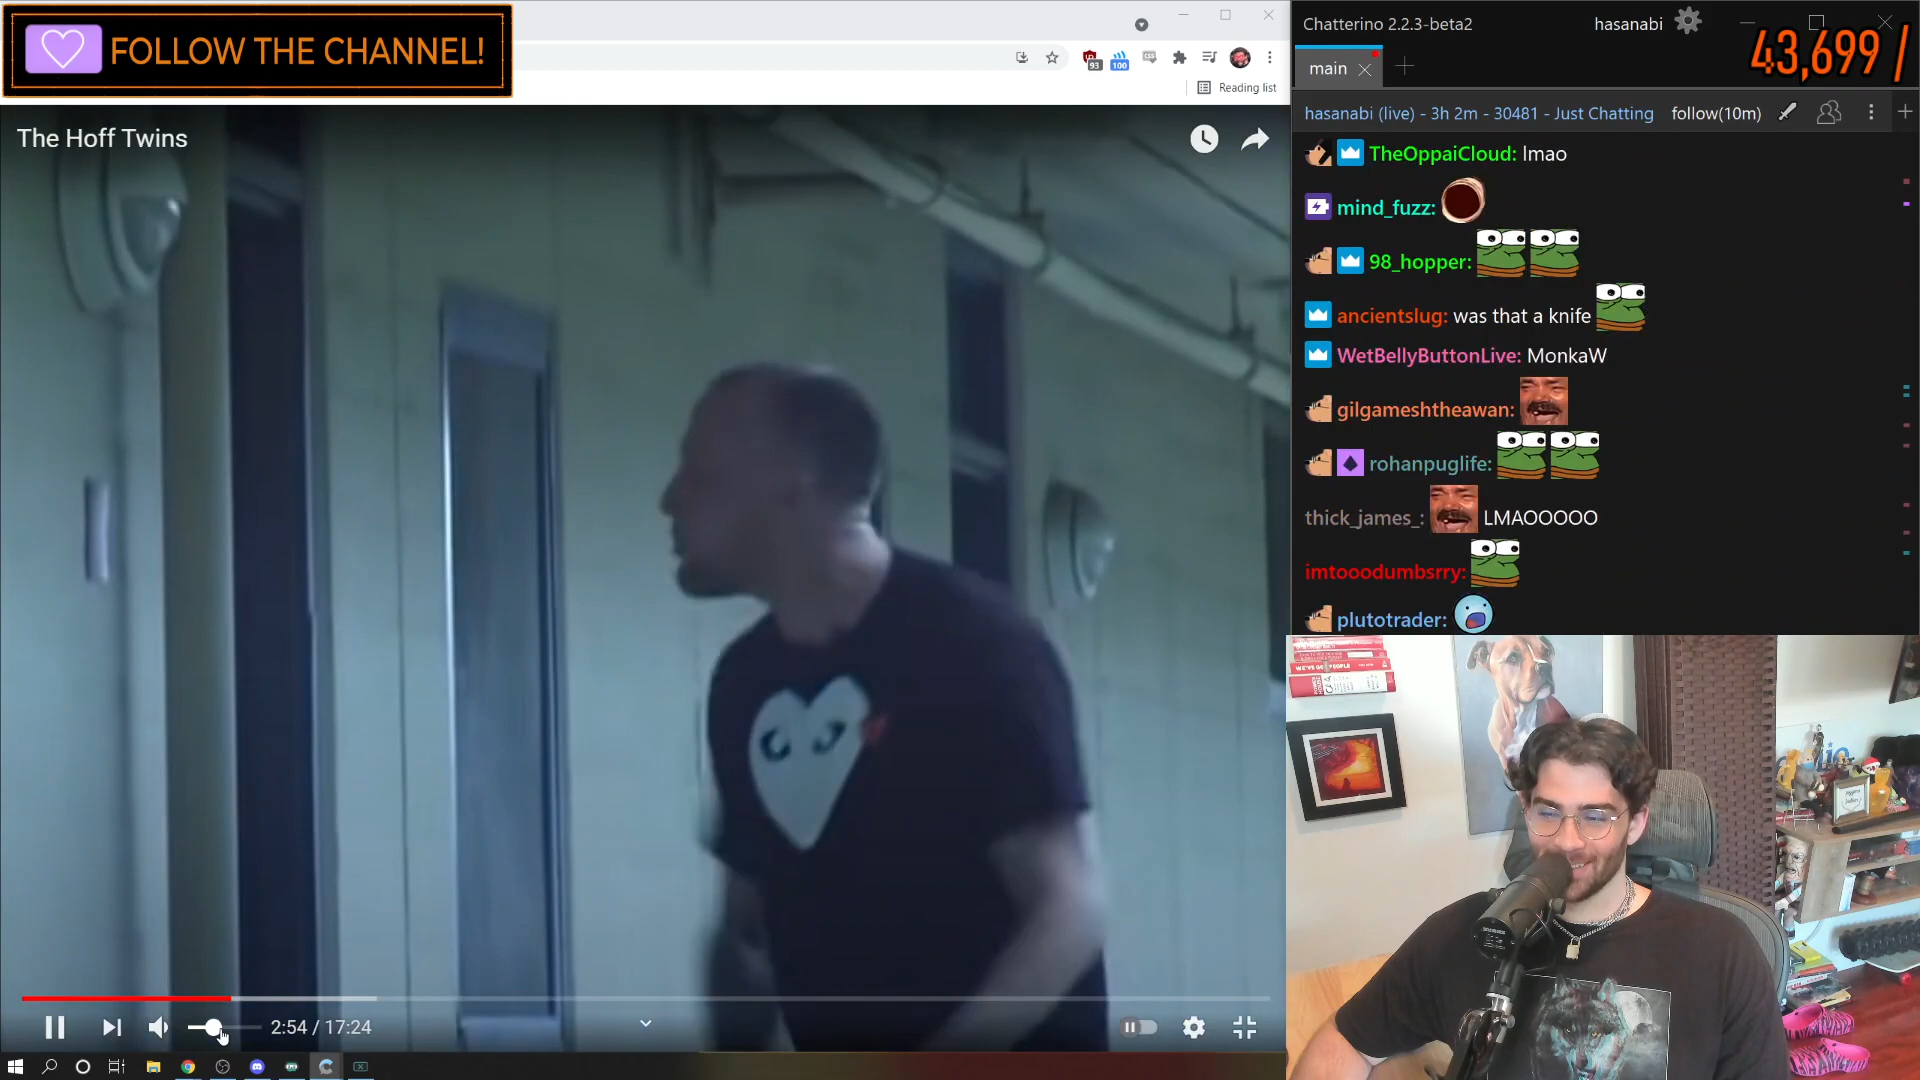 FOLLOW THE CHANNEL!
93
100
Reading list
The Hoff Twins
2:54 / 17:24
Chatterino 2.2.3-beta2
hasanabi
43,699 /
main
hasanabi (live) - 3h 2m - 30481 - Just Chatting
follow(10m)
TheOppaiCloud: lmao
mind_fuzz:
98_hopper:
ancientslug: was that a knife
WetBellyButtonLive: MonkaW
gilgameshtheawan:
rohanpuglife:
thick_james_: LMAOOOOO
imtooodumbsrry:
plutotrader: